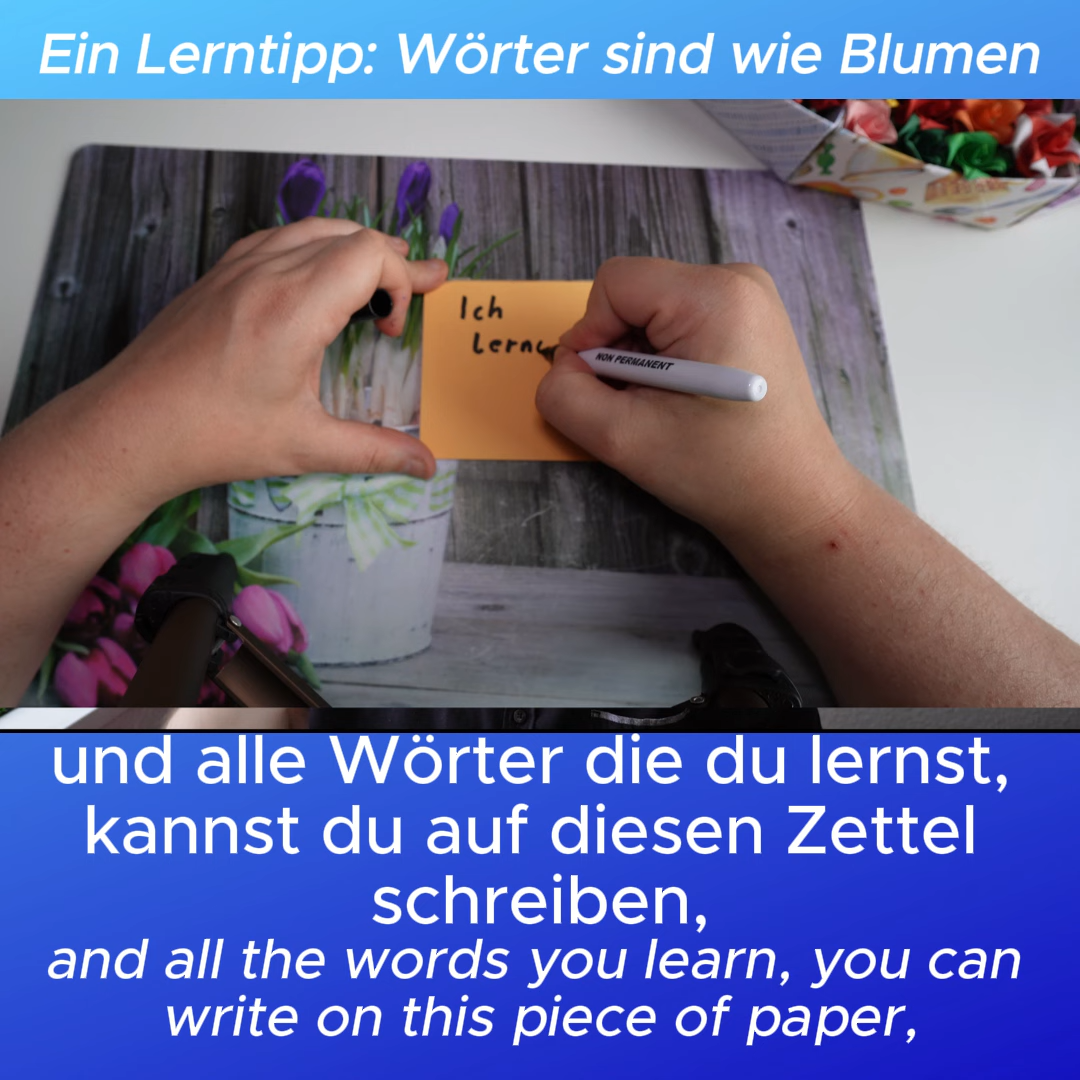 Ein Lerntipp: Wörter sind wie Blumen
Ich
NON PERMANENT
und alle Wörter die du lernst,
kannst du auf diesen Zettel
schreiben,
and all the words you learn, you can
write on this piece of paper,